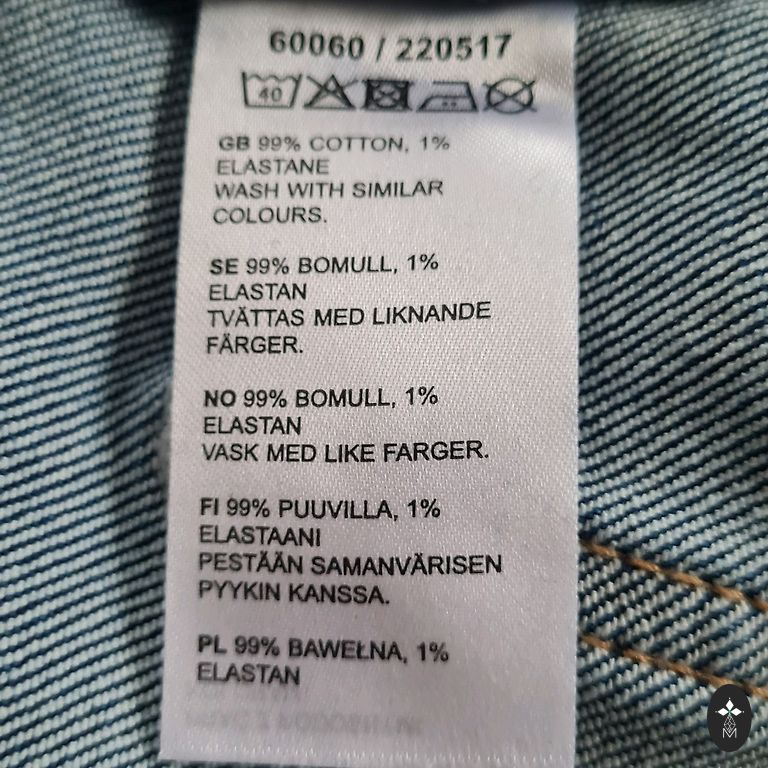 60060 / 220517
40
GB 99% COTTON, 1%
ELASTANE
WASH WITH SIMILAR
COLOURS.
SE 99% BOMULL, 1%
ELASTAN
TVÄTTAS MED LIKNANDE
FÄRGER.
NO 99% BOMULL, 1%
ELASTAN
VASK MED LIKE FARGER.
FI 99% PUUVILLA, 1%
ELASTAANI
PESTÄÄN SAMANVÄRISEN
PYYKIN KANSSA.
PL 99% BAWEŁNA, 1%
ELASTAN
M